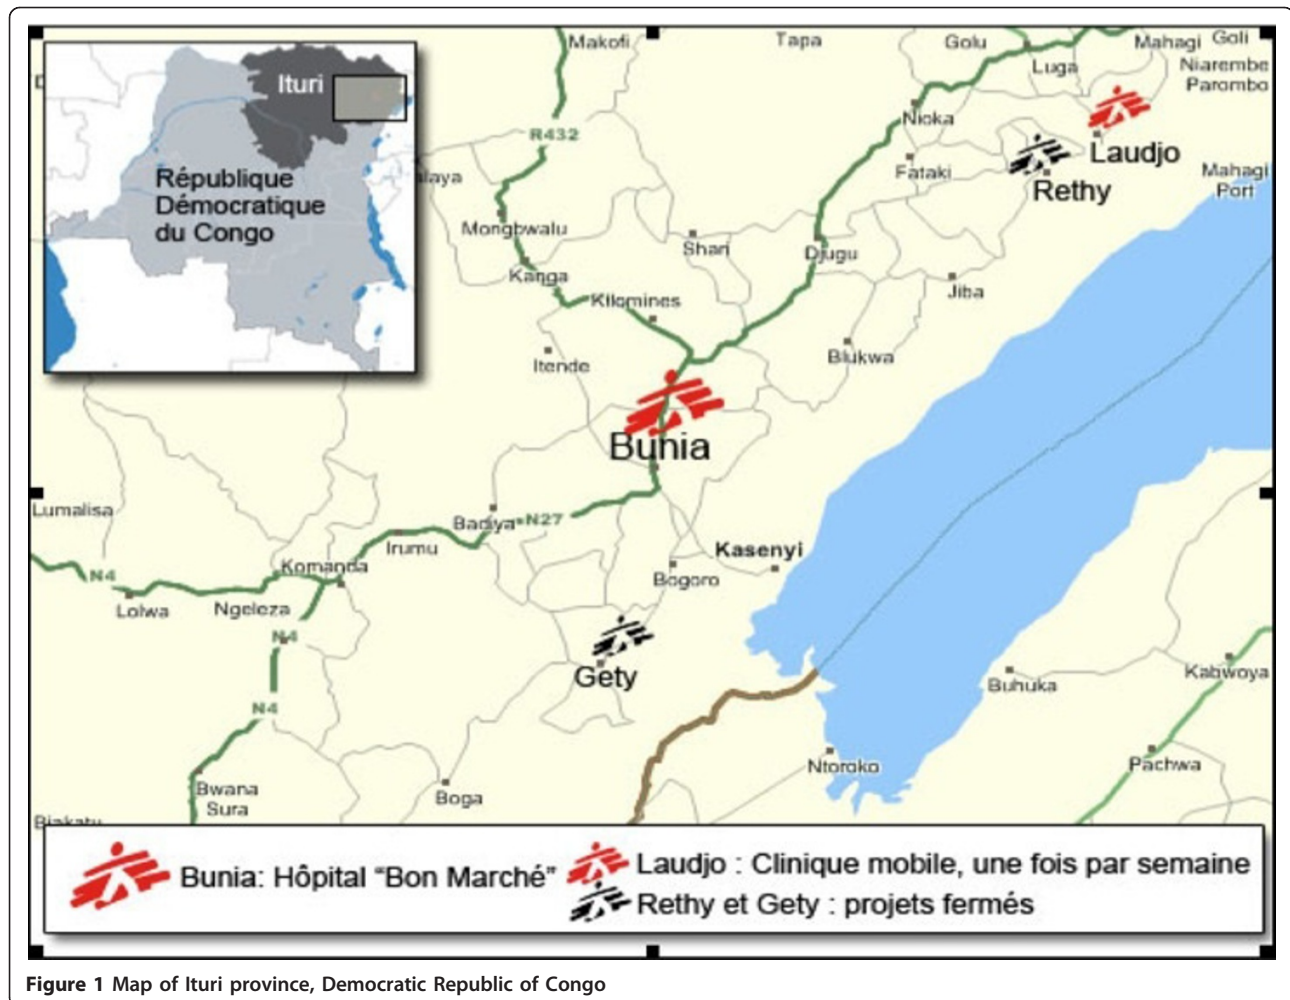 Makofi
Tapa
Golu
Mahagi
Goli
Luga
Niarembe
Parombo
Ituri
Nioka
R432
Laudjo
Fataki
Rethy
Mahagi
Port
République
Démocratique
du Congo
Mongbwalu
Shari
Djugu
Kanga
Jiba
Kilomines
Blukwa
Itende
Bunia
Lumalisa
Badiya
N27
Irumu
Kasenyi
Komanda
Bogoro
N4
Lolwa
Ngeleza
N4
Gety
Kabwoya
Buhuka
N4
Ntoroko
Pachwa
Bwana
Sura
Boga
Biakatu
Bunia: Hôpital “Bon Marché”
Laudjo : Clinique mobile, une fois par semaine
Rethy et Gety : projets fermés
Figure 1 Map of Ituri province, Democratic Republic of Congo